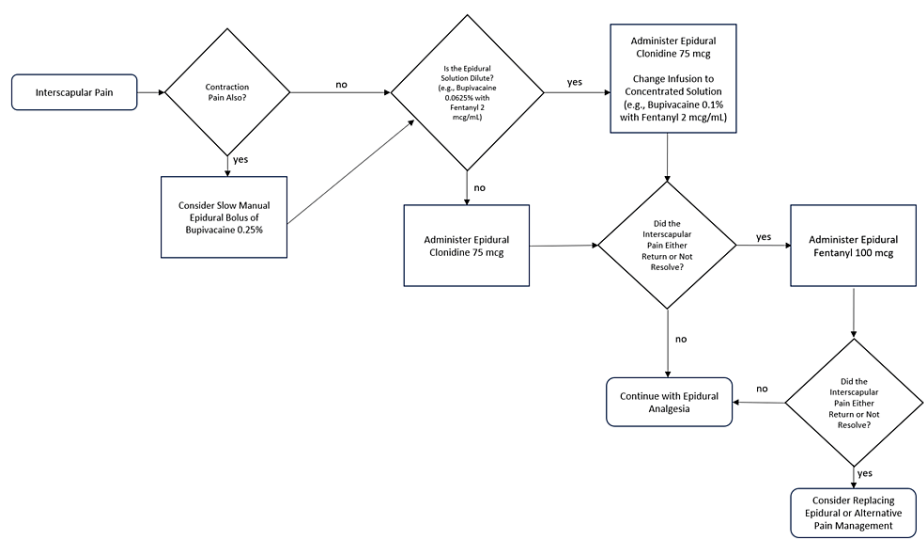 Interscapular Pain
Contraction
Pain Also?
no
yes
Consider Slow Manual
Epidural Bolus of
Bupivacaine 0.25%
Is the Epidural
Solution Dilute?
(e.g., Bupivacaine
0.0625% with
Fentanyl 2
mcg/mL)
yes
no
Administer Epidural
Clonidine 75 mcg
Change Infusion to
Concentrated Solution
(e.g., Bupivacaine 0.1%
with Fentanyl 2 mcg/mL)
Administer Epidural
Clonidine 75 mcg
Did the
Interscapular
Pain Either
Return or Not
Resolve?
yes
no
Administer Epidural
Fentanyl 100 mcg
Did the
Interscapular
Pain Either
Return or Not
Resolve?
no
yes
Continue with Epidural
Analgesia
Consider Replacing
Epidural or Alternative
Pain Management